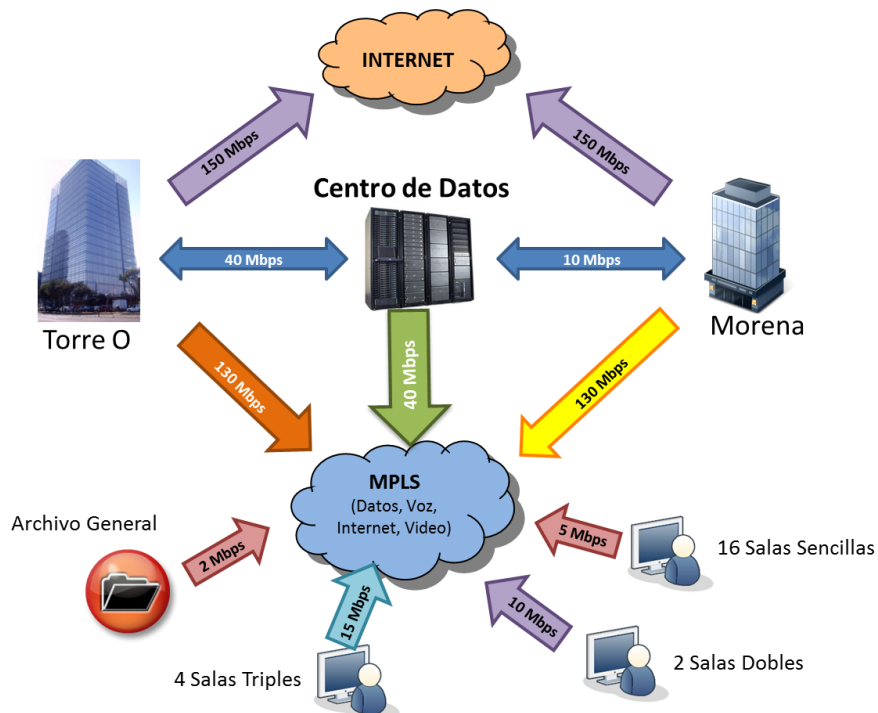 INTERNET
150 Mbps
150 Mbps
Centro de Datos
40 Mbps
10 Mbps
Torre O
Morena
130 Mbps
40 Mbps
130 Mbps
MPLS
(Datos, Voz,
Internet, Video)
Archivo General
2 Mbps
5 Mbps
16 Salas Sencillas
15 Mbps
10 Mbps
4 Salas Triples
2 Salas Dobles